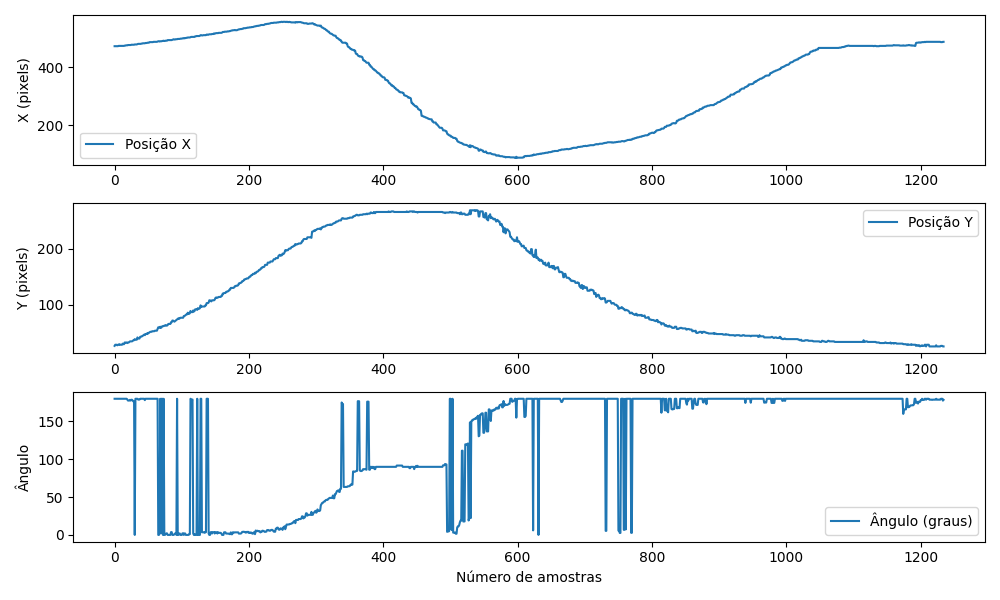 X (pixels)
400
200
Posição X
0 200 400 600 800 1000 1200
Y (pixels)
200
100
Posição Y
0 200 400 600 800 1000 1200
Ângulo
150
100
50
0
Ângulo (graus)
0 200 400 600 800 1000 1200
Número de amostras